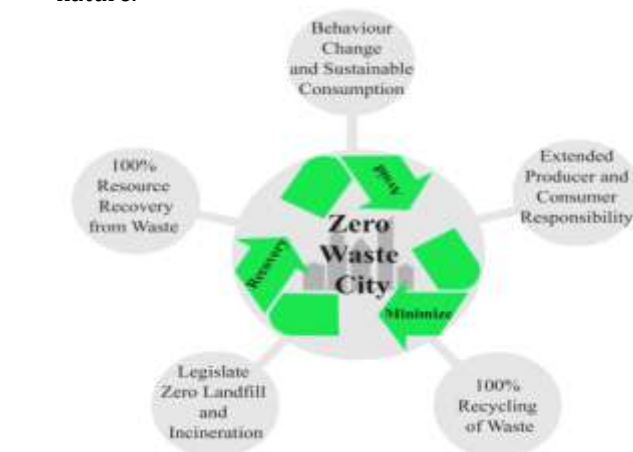 Behaviour
Change
and Sustainable
Consumption
100%
Resource
Recovery
from Waste
Extended
Producer and
Consumer
Responsibility
Avoid
Zero
Waste
City
Recovery
Minimize
Legislate
Zero Landfill
and
Incineration
100%
Recycling
of Waste